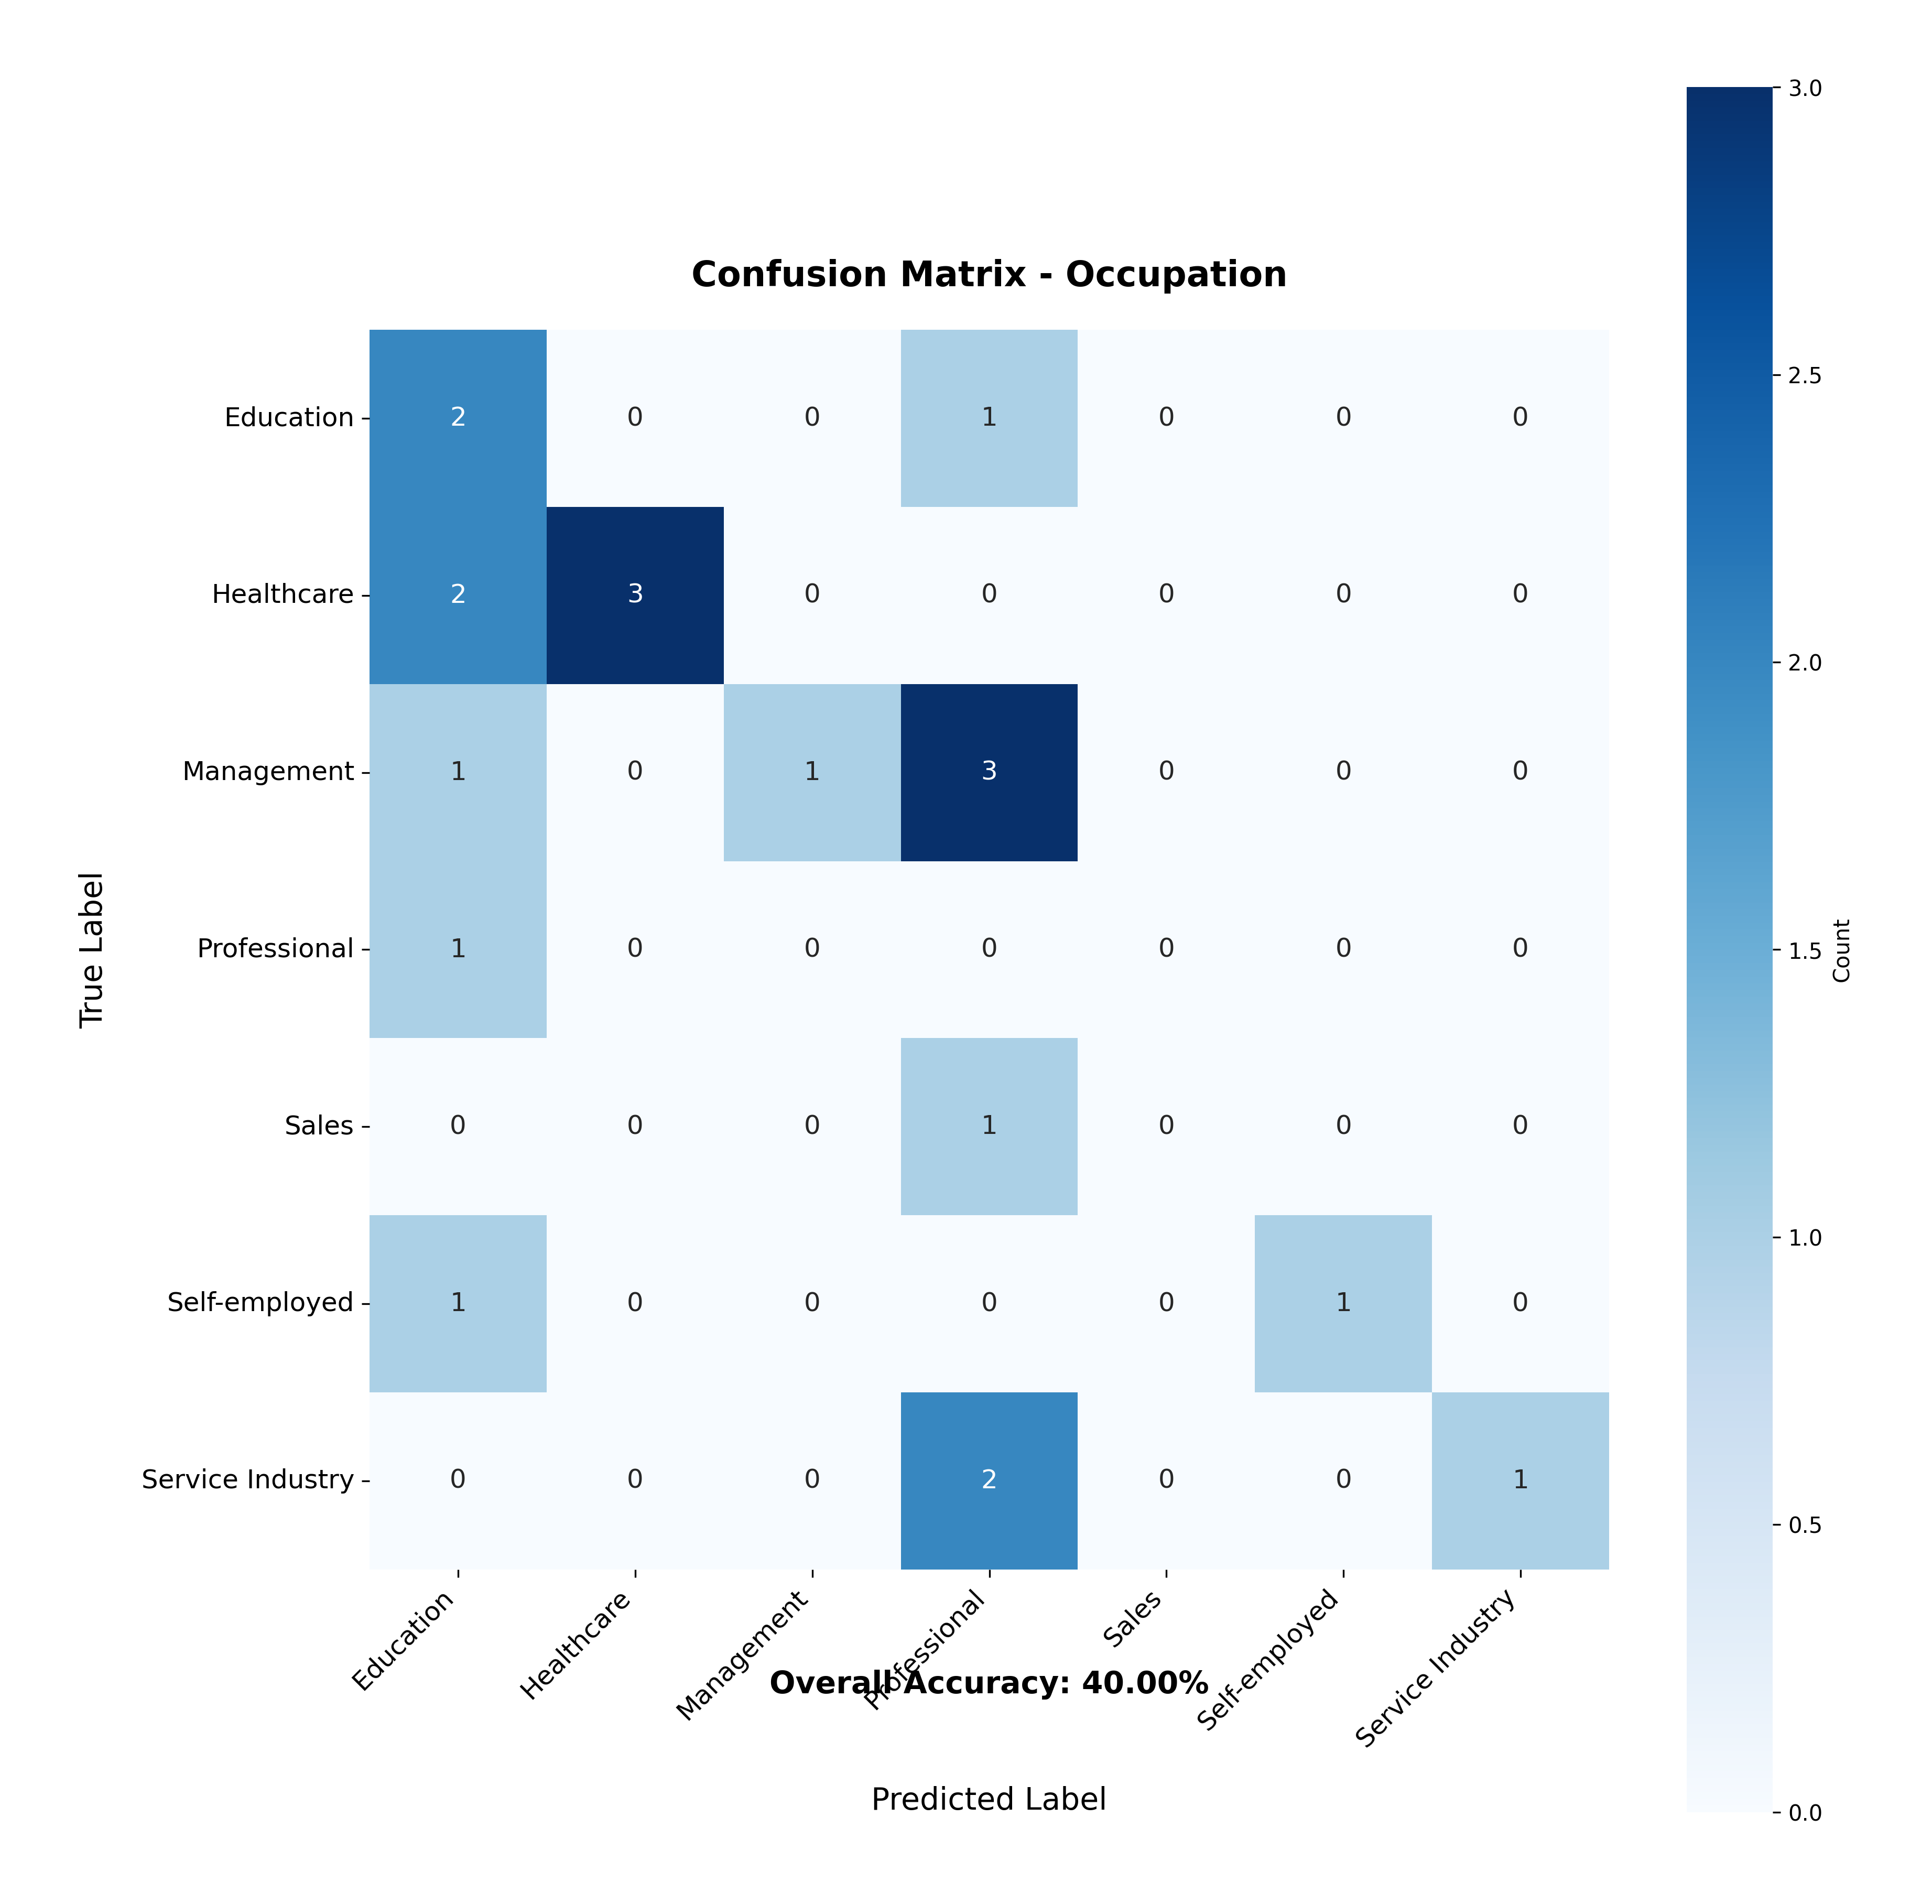 Confusion Matrix - Occupation
Education 2 0 0 1 0 0 0
Healthcare 2 3 0 0 0 0 0
Management 1 0 1 3 0 0 0
Professional 1 0 0 0 0 0 0
Sales 0 0 0 1 0 0 0
Self-employed 1 0 0 0 0 1 0
Service Industry 0 0 0 2 0 0 1
True Label
Education
Healthcare
Management
Professional
Sales
Self-employed
Service Industry
Overall Accuracy: 40.00%
Predicted Label
3.0
2.5
2.0
1.5
1.0
0.5
0.0
Count